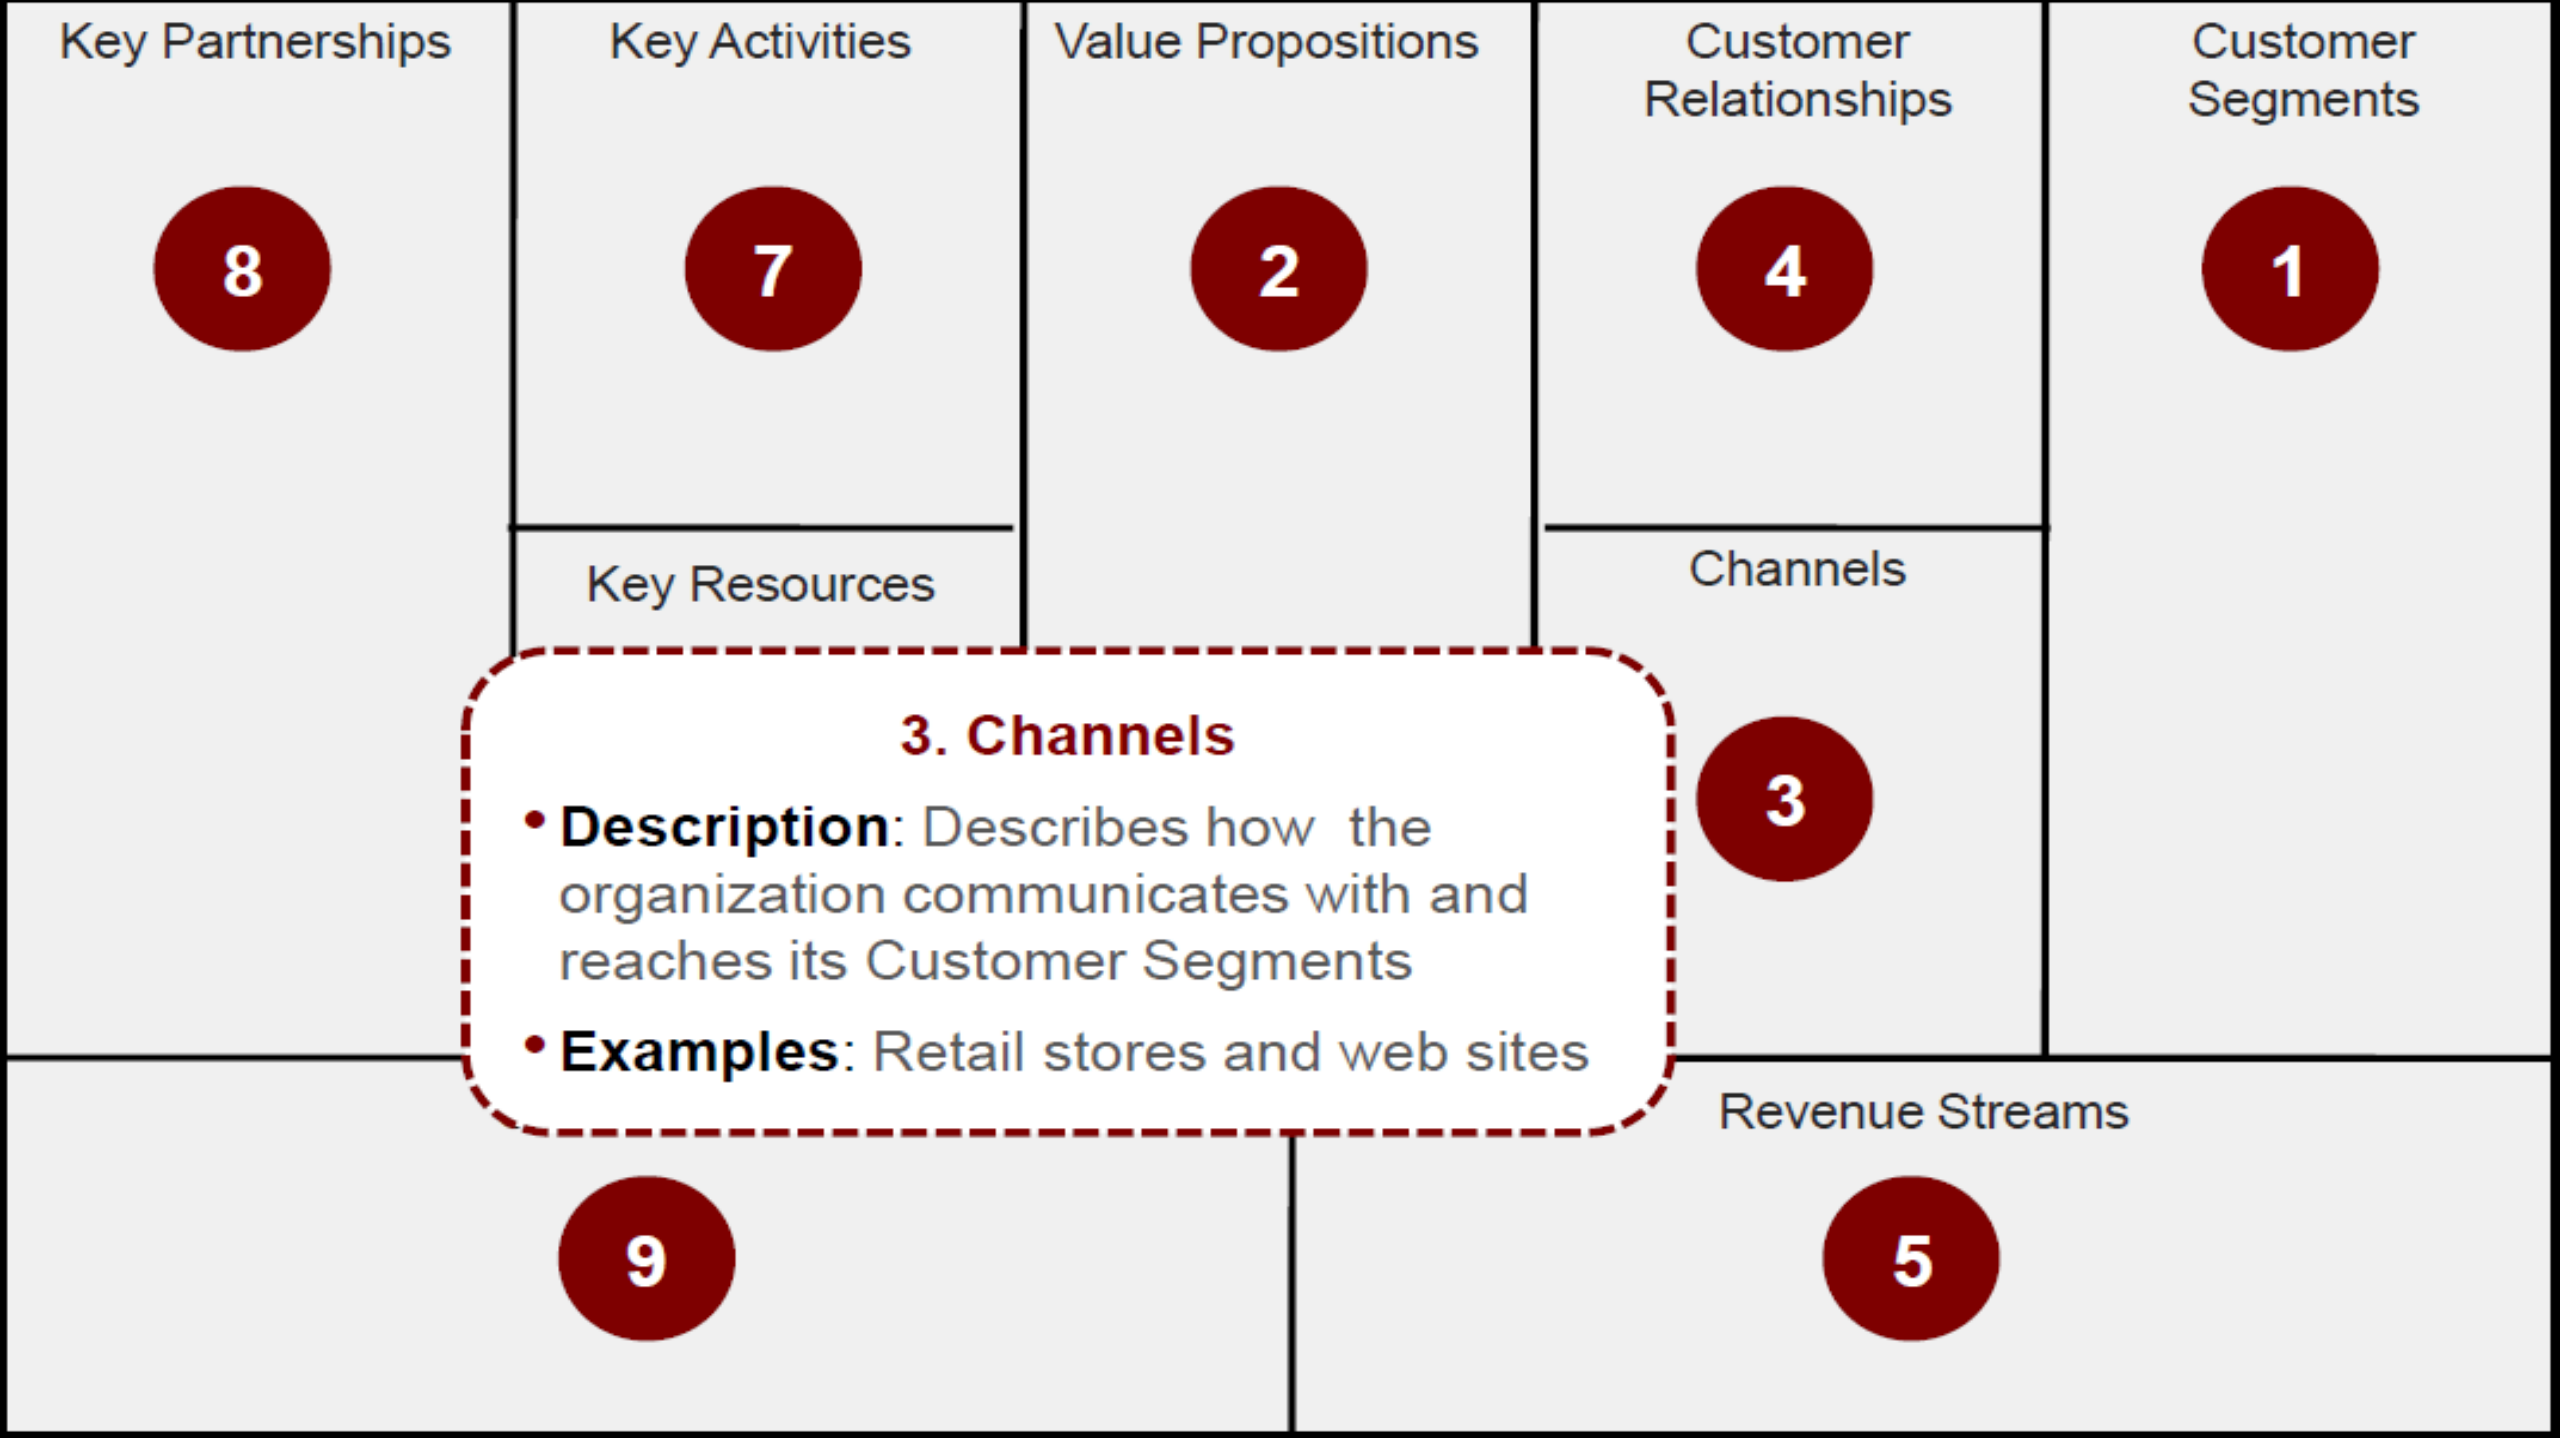 Key Partnerships
8
Key Activities
7
Value Propositions
2
Customer
Relationships
4
Customer
Segments
1
Key Resources
Channels
3
3. Channels
• Description: Describes how the
organization communicates with and
reaches its Customer Segments
• Examples: Retail stores and web sites
9
Revenue Streams
5